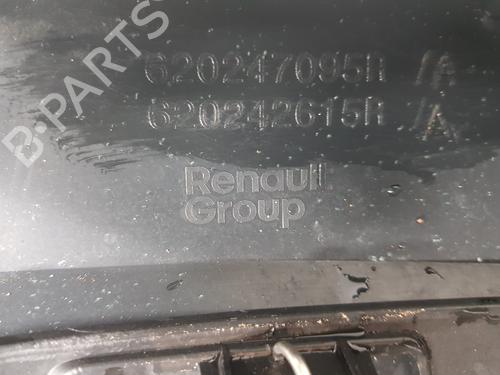 B-PARTS
620247095R /A
620242615R /A
Renault
Group